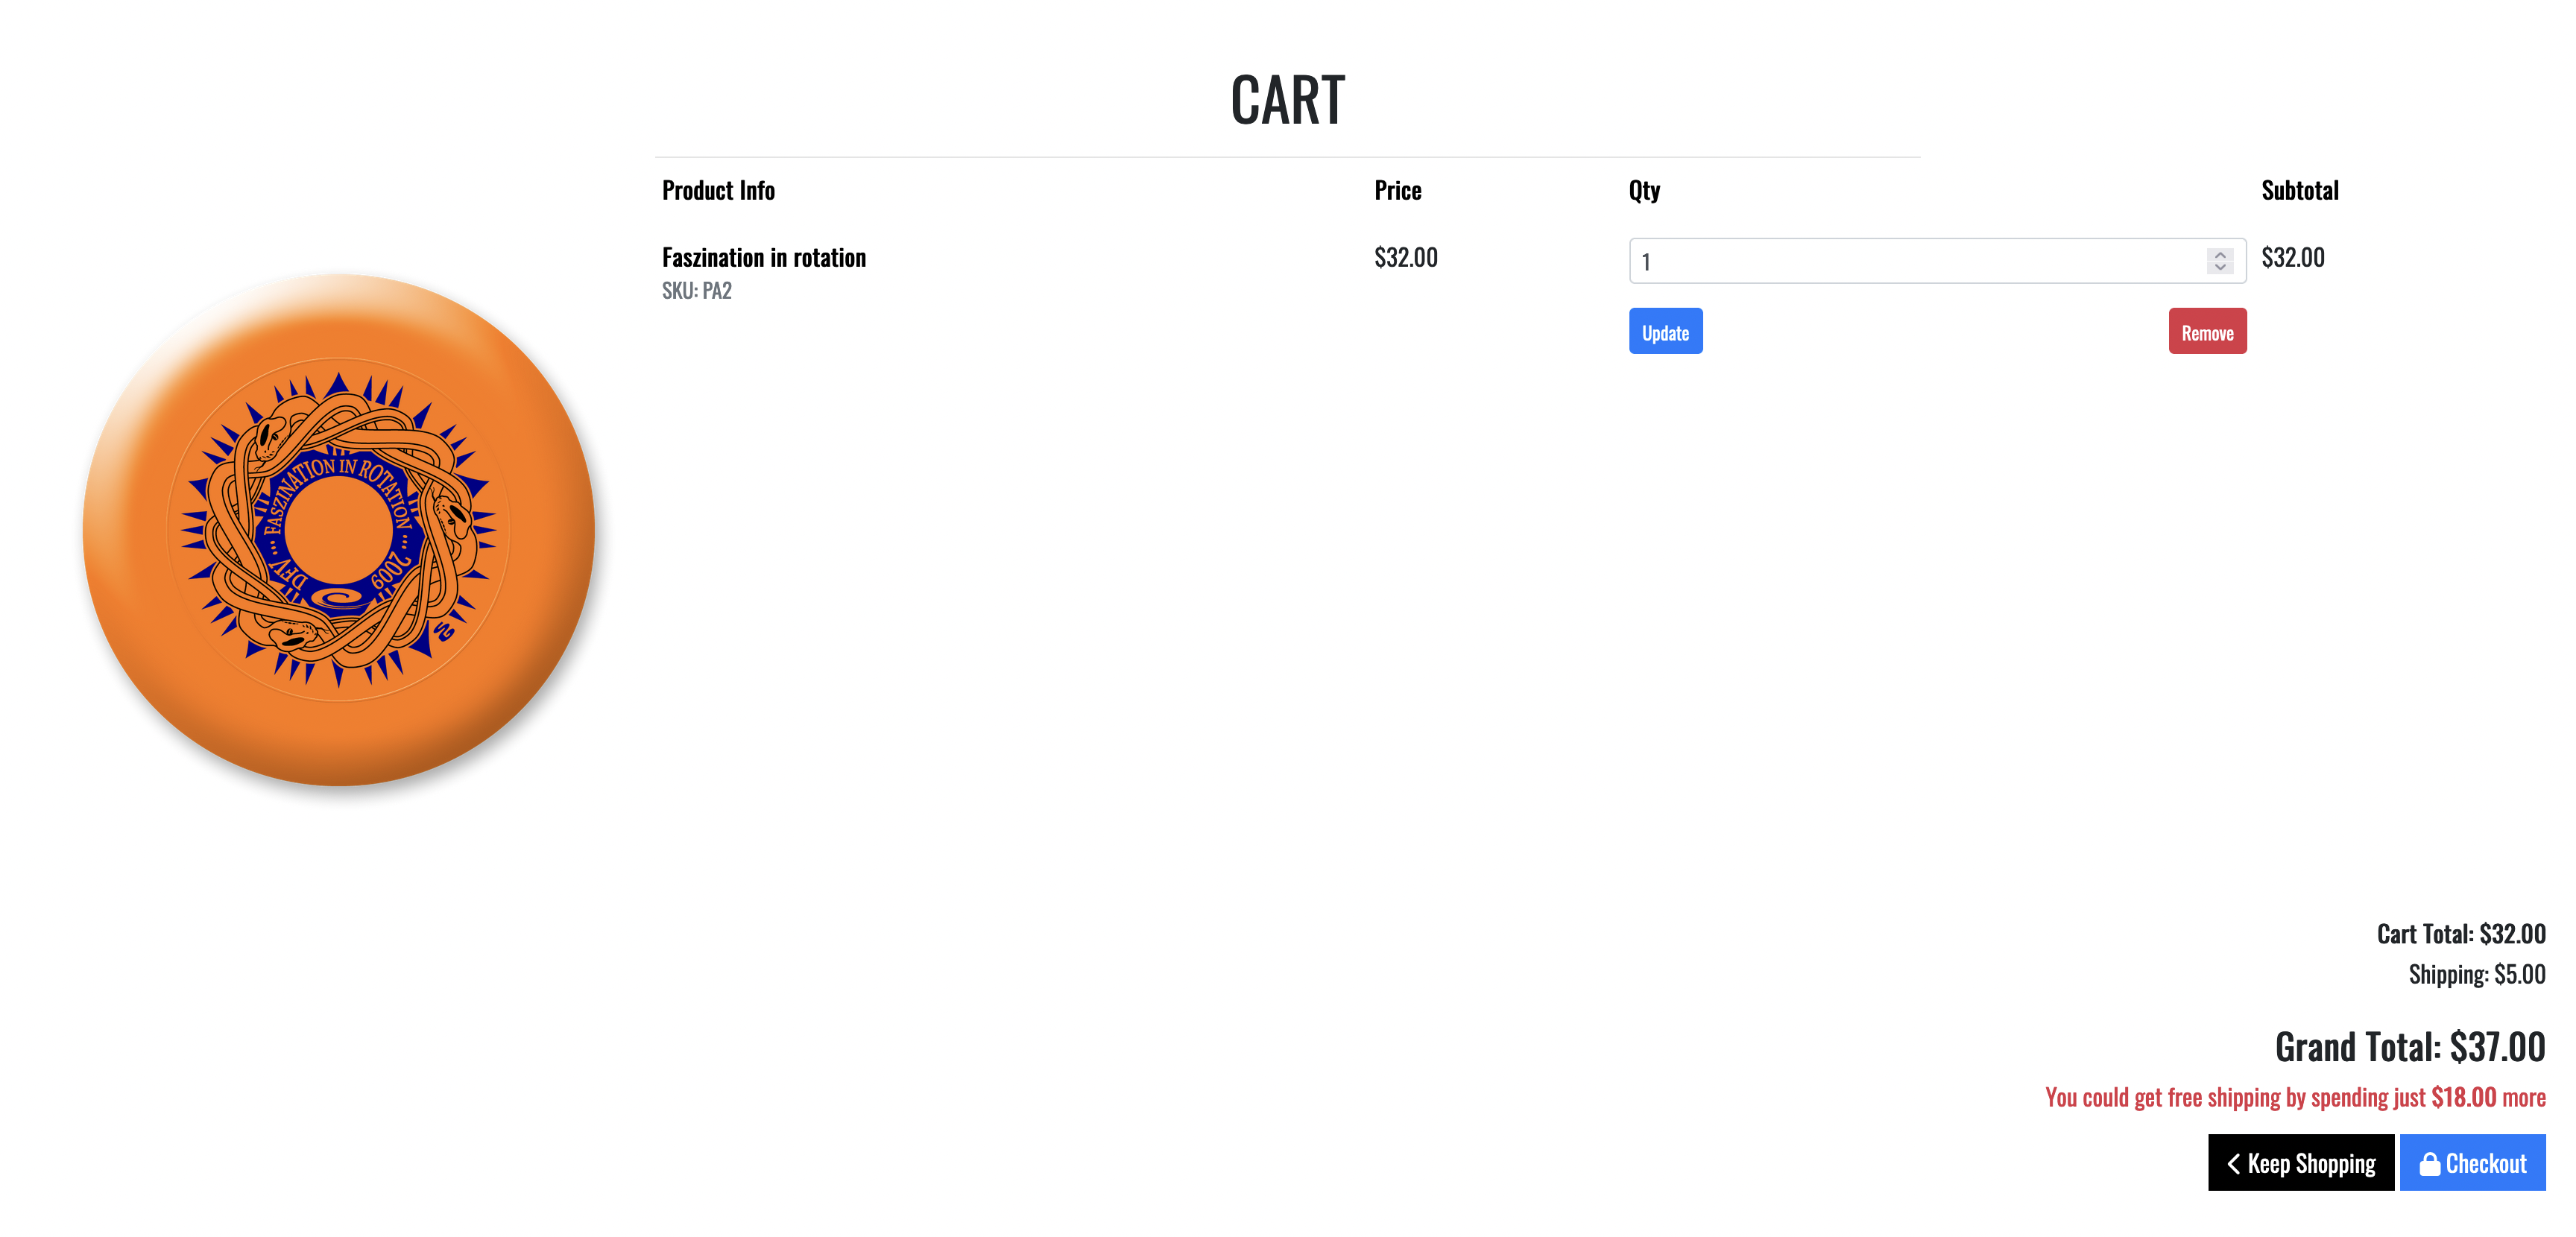 CART
Product Info Price Qty Subtotal
Faszination in rotation $32.00 1 $32.00
SKU: PA2
Update Remove
FASZINATION IN ROTATION
DFV 2009
Cart Total: $32.00
Shipping: $5.00
Grand Total: $37.00
You could get free shipping by spending just $18.00 more
Keep Shopping Checkout